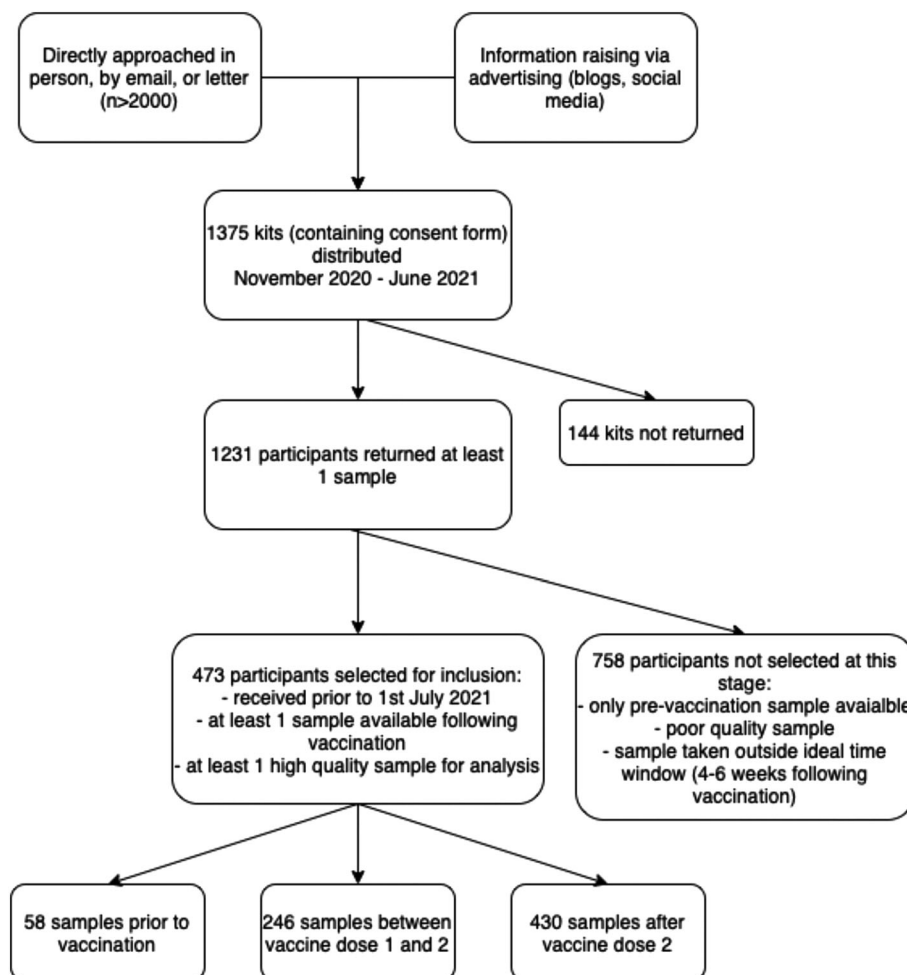 Directly approached in
person, by email, or letter
(n>2000)
Information raising via
advertising (blogs, social
media)
1375 kits (containing consent form)
distributed
November 2020 - June 2021
1231 participants returned at least
1 sample
144 kits not returned
473 participants selected for inclusion:
- received prior to 1st July 2021
- at least 1 sample available following
vaccination
- at least 1 high quality sample for analysis
758 participants not selected at this
stage:
- only pre-vaccination sample avaialble
- poor quality sample
- sample taken outside ideal time
window (4-6 weeks following
vaccination)
58 samples prior to
vaccination
246 samples between
vaccine dose 1 and 2
430 samples after
vaccine dose 2